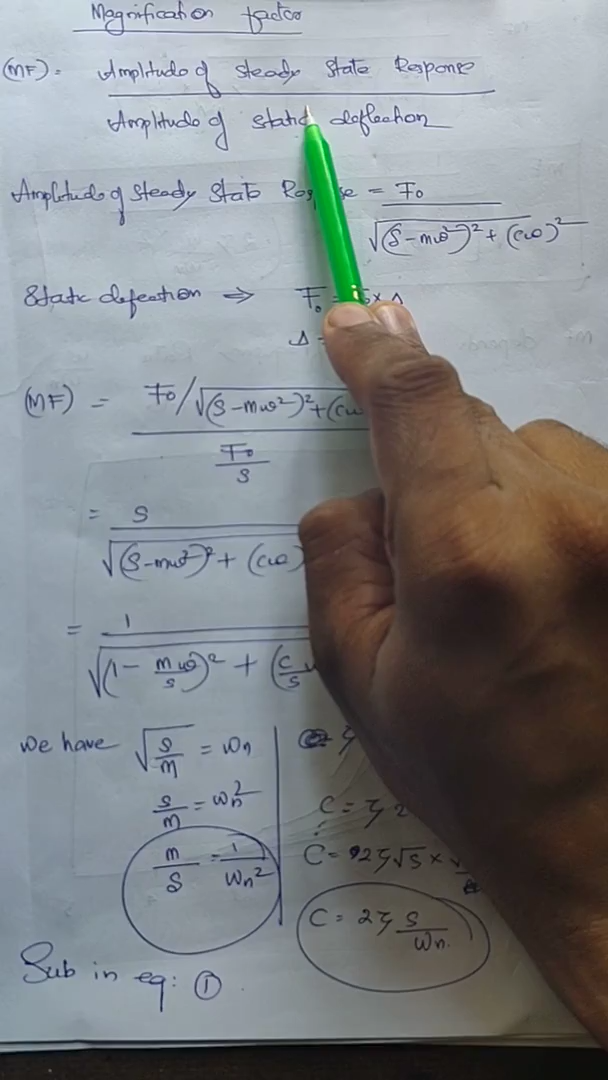 Magnification factor
(MF) = Amplitude of steady state Response
Amplitude of static deflection
Amplitude of steady state = F₀
√(S-mω²)² + (cω)²
Static deflection ⇒ F₀ = × Δ
Δ =
(MF) = F₀/√(S-mω²)²+(cω
F₀
S
= S
√(S-mω²)² + (cω)
= 1
√(1 - mω²/S)² + (C/S
We have √S/m = ωn
S/m = ωn²
m/S = 1/ωn²
C = ζ 2
C = 2ζ√S ×
C = 2ζ S/ωn.
Sub in eq: ①